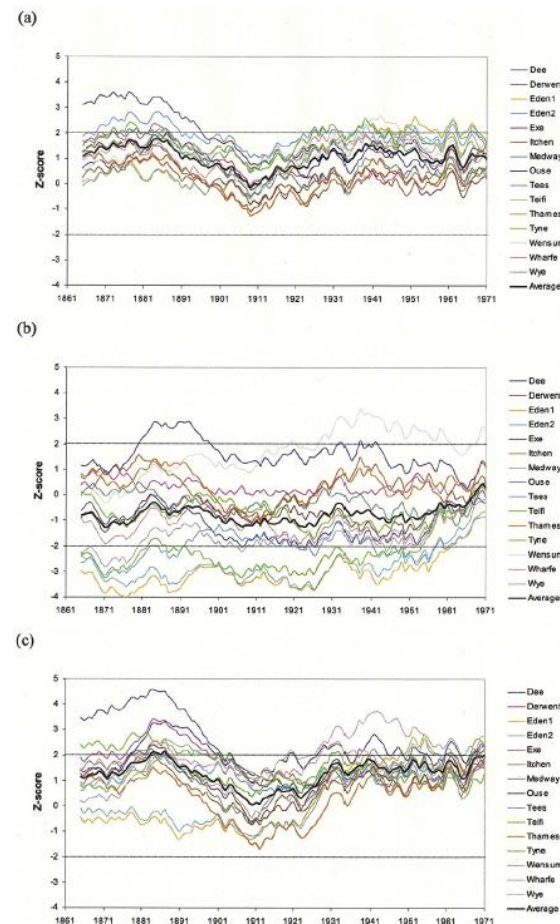 (a)
Z-score
5
4
3
2
1
0
-1
-2
-3
-4
1861 1871 1881 1891 1901 1911 1921 1931 1941 1951 1961 1971
Dee
Derwent
Eden1
Eden2
Exe
Itchen
Medway
Ouse
Tees
Teifi
Thames
Tyne
Wensum
Wharfe
Wye
Average
(b)
Z-score
5
4
3
2
1
0
-1
-2
-3
-4
1861 1871 1881 1891 1901 1911 1921 1931 1941 1951 1961 1971
Dee
Derwent
Eden1
Eden2
Exe
Itchen
Medway
Ouse
Tees
Teifi
Thames
Tyne
Wensum
Wharfe
Wye
Average
(c)
Z-score
5
4
3
2
1
0
-1
-2
-3
-4
1861 1871 1881 1891 1901 1911 1921 1931 1941 1951 1961 1971
Dee
Derwent
Eden1
Eden2
Exe
Itchen
Medway
Ouse
Tees
Teifi
Thames
Tyne
Wensum
Wharfe
Wye
Average